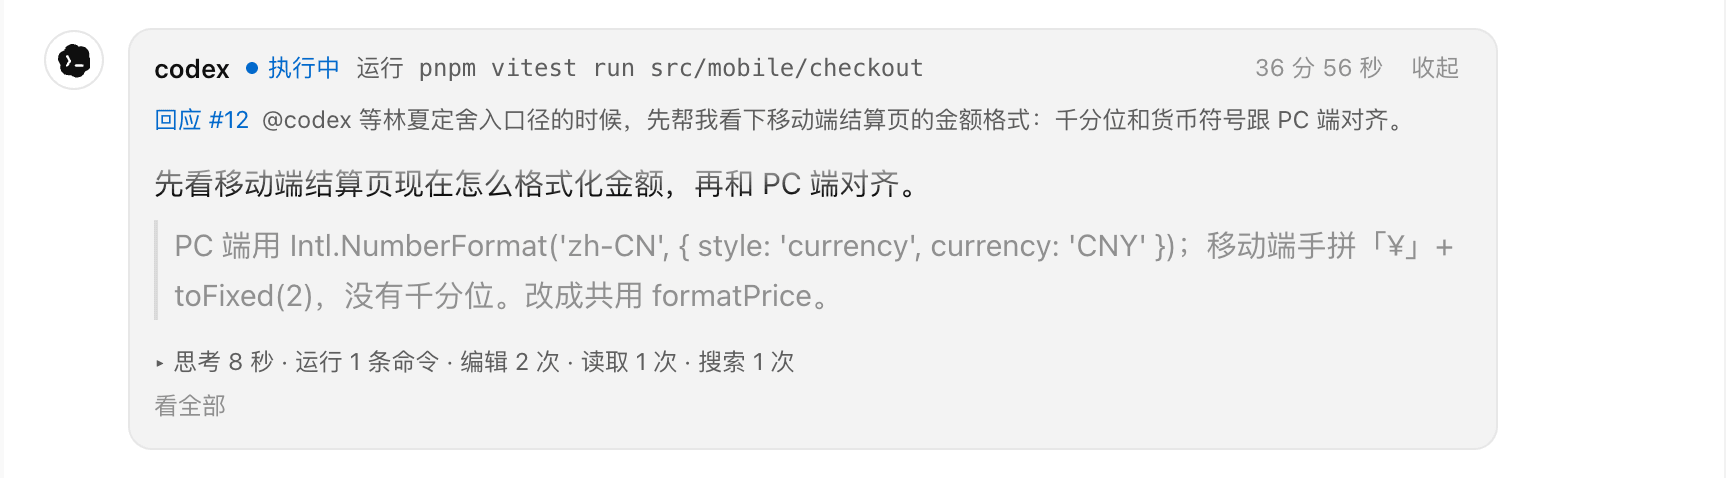 codex ● 执行中 运行 pnpm vitest run src/mobile/checkout 36 分 56 秒 收起
回应 #12 @codex 等林夏定舍入口径的时候，先帮我看下移动端结算页的金额格式：千分位和货币符号跟 PC 端对齐。
先看移动端结算页现在怎么格式化金额，再和 PC 端对齐。
PC 端用 Intl.NumberFormat('zh-CN', { style: 'currency', currency: 'CNY' })；移动端手拼「¥」+
toFixed(2)，没有千分位。改成共用 formatPrice。
▸ 思考 8 秒 · 运行 1 条命令 · 编辑 2 次 · 读取 1 次 · 搜索 1 次
看全部